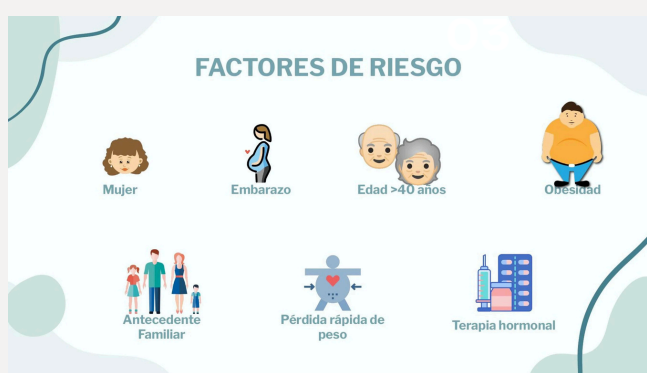 FACTORES DE RIESGO
Mujer
Embarazo
Edad >40 años
Obesidad
Antecedente
Familiar
Pérdida rápida de
peso
Terapia hormonal